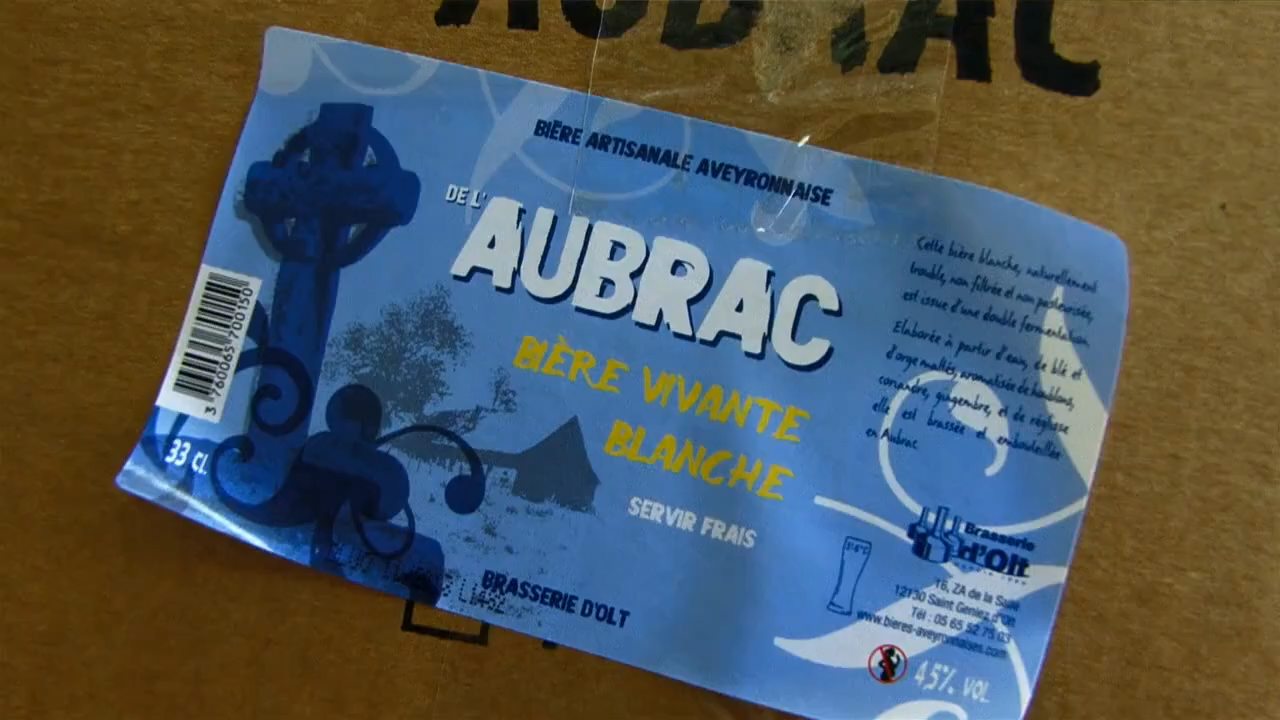 AUBRAC
BIÈRE ARTISANALE AVEYRONNAISE
DE L'
AUBRAC
BIÈRE VIVANTE
BLANCHE
SERVIR FRAIS
BRASSERIE D'OLT
3 760065 700150
33 CL
Cette bière blanche, naturellement
trouble, non filtrée et non pasteurisée,
est issue d'une double fermentation.
Elaborée à partir d'eau, de blé et
d'orge maltés, aromatisée de houblons,
coriandre, gingembre, et de réglisse
elle est brassée et embouteillée
en Aubrac.
Brasserie
d'Olt
16, ZA de la Salle
12130 Saint Geniez d'Olt
Tél : 05 65 52 75 03
www.bieres-aveyronnaises.com
4,5% VOL